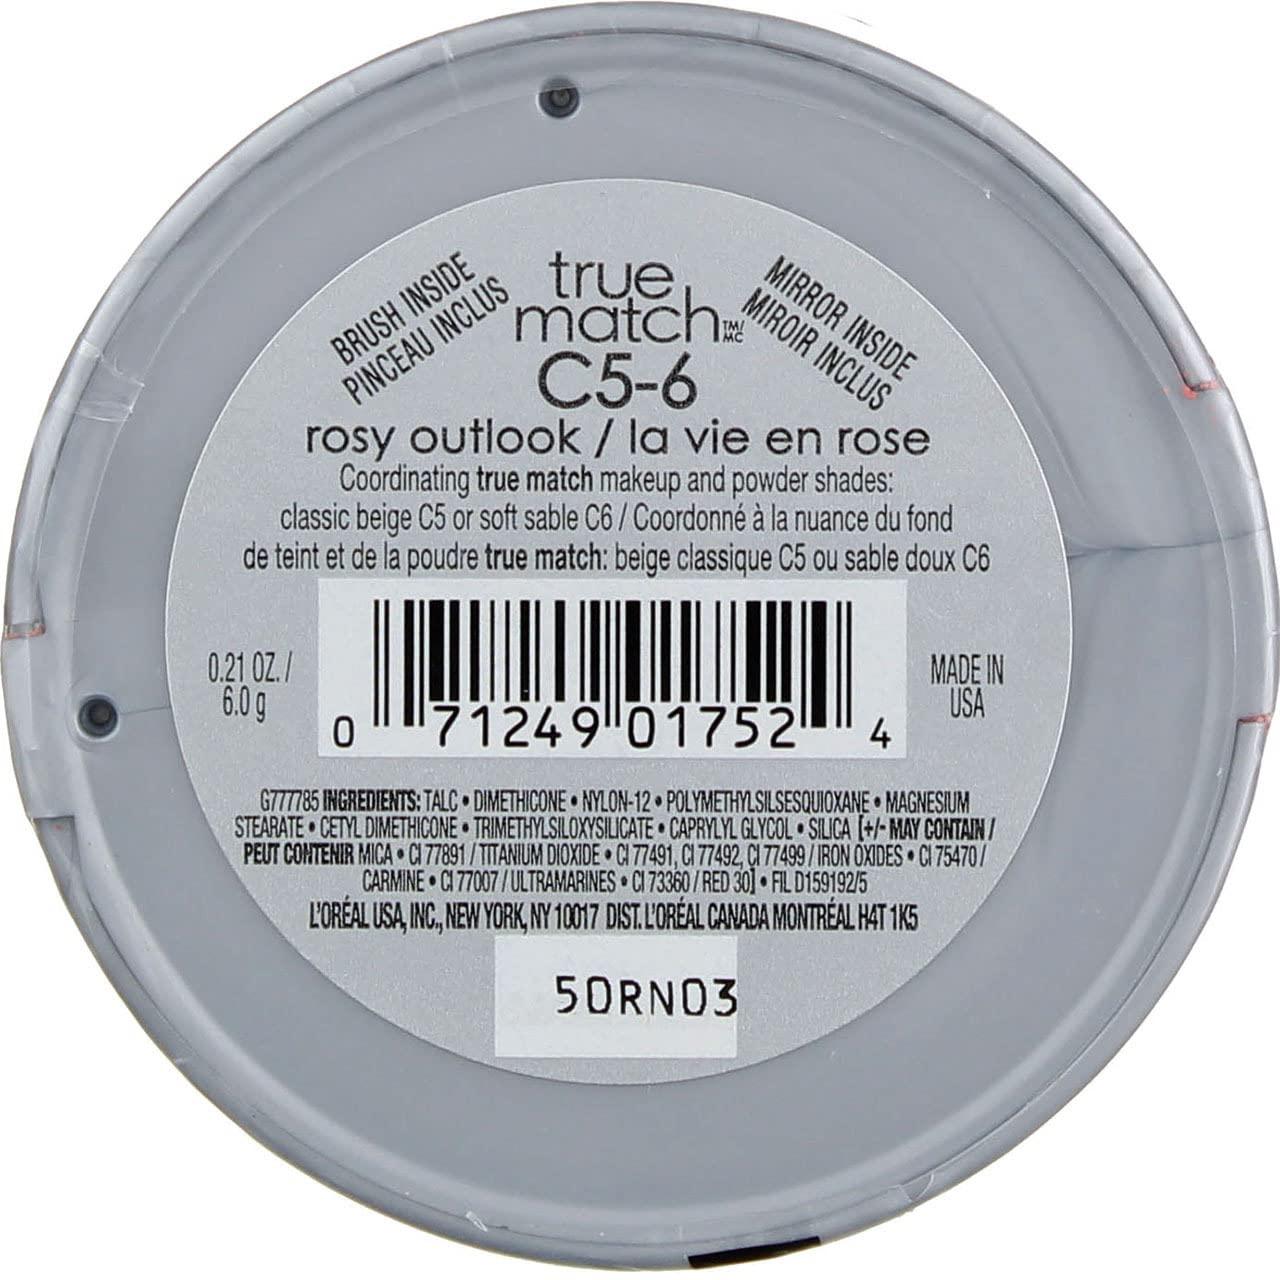 BRUSH INSIDE
PINCEAU INCLUS
true
match TM/MC
MIRROR INSIDE
MIROIR INCLUS
C5-6
rosy outlook / la vie en rose
Coordinating true match makeup and powder shades:
classic beige C5 or soft sable C6 / Coordonné à la nuance du fond
de teint et de la poudre true match: beige classique C5 ou sable doux C6
0.21 OZ. /
6.0 g
0 71249 01752 4
MADE IN
USA
G777785 INGREDIENTS: TALC • DIMETHICONE • NYLON-12 • POLYMETHYLSILSESQUIOXANE • MAGNESIUM
STEARATE • CETYL DIMETHICONE • TRIMETHYLSILOXYSILICATE • CAPRYLYL GLYCOL • SILICA [+/- MAY CONTAIN /
PEUT CONTENIR MICA • CI 77891 / TITANIUM DIOXIDE • CI 77491, CI 77492, CI 77499 / IRON OXIDES • CI 75470 /
CARMINE • CI 77007 / ULTRAMARINES • CI 73360 / RED 30] • FIL D159192/5
L'ORÉAL USA, INC., NEW YORK, NY 10017 DIST. L'ORÉAL CANADA MONTRÉAL H4T 1K5
50RN03